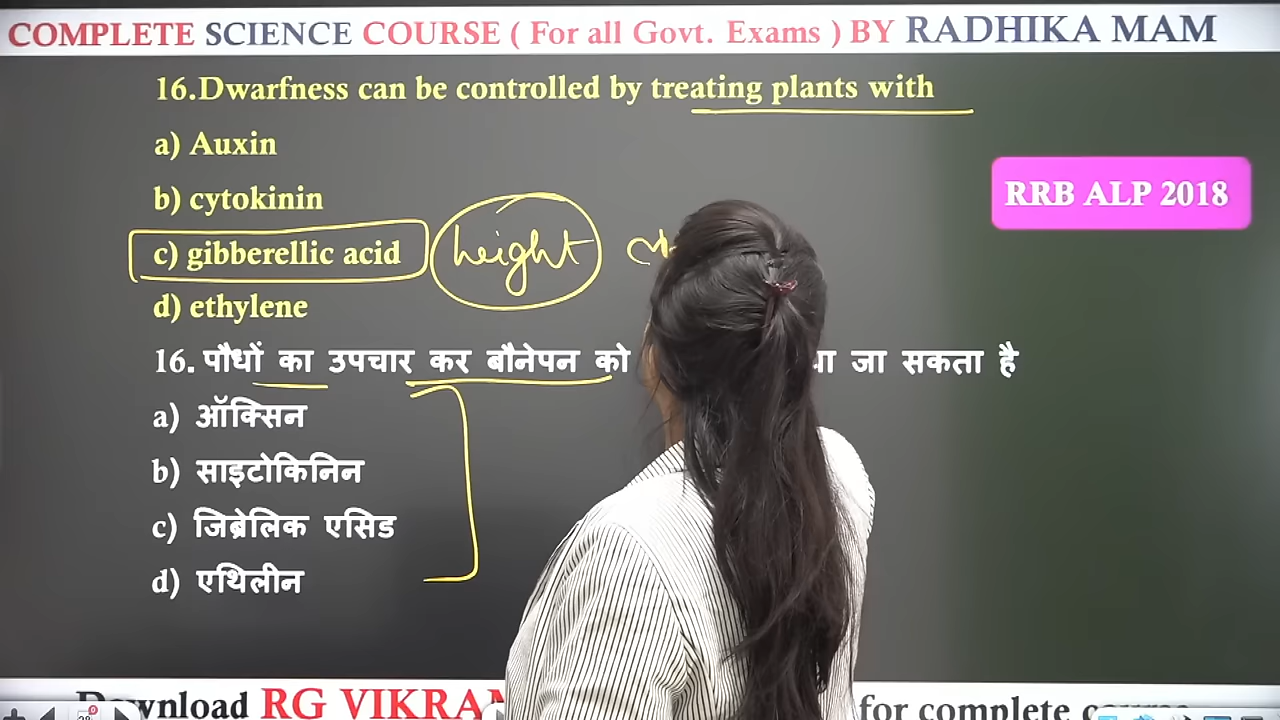 COMPLETE SCIENCE COURSE ( For all Govt. Exams ) BY RADHIKA MAM
16.Dwarfness can be controlled by treating plants with
a) Auxin
b) cytokinin
c) gibberellic acid
height
d) ethylene
RRB ALP 2018
16. पौधों का उपचार कर बौनेपन को जा सकता है
a) ऑक्सिन
b) साइटोकिनिन
c) जिब्रेलिक एसिड
d) एथिलीन
Download RG VIKRAM for complete course